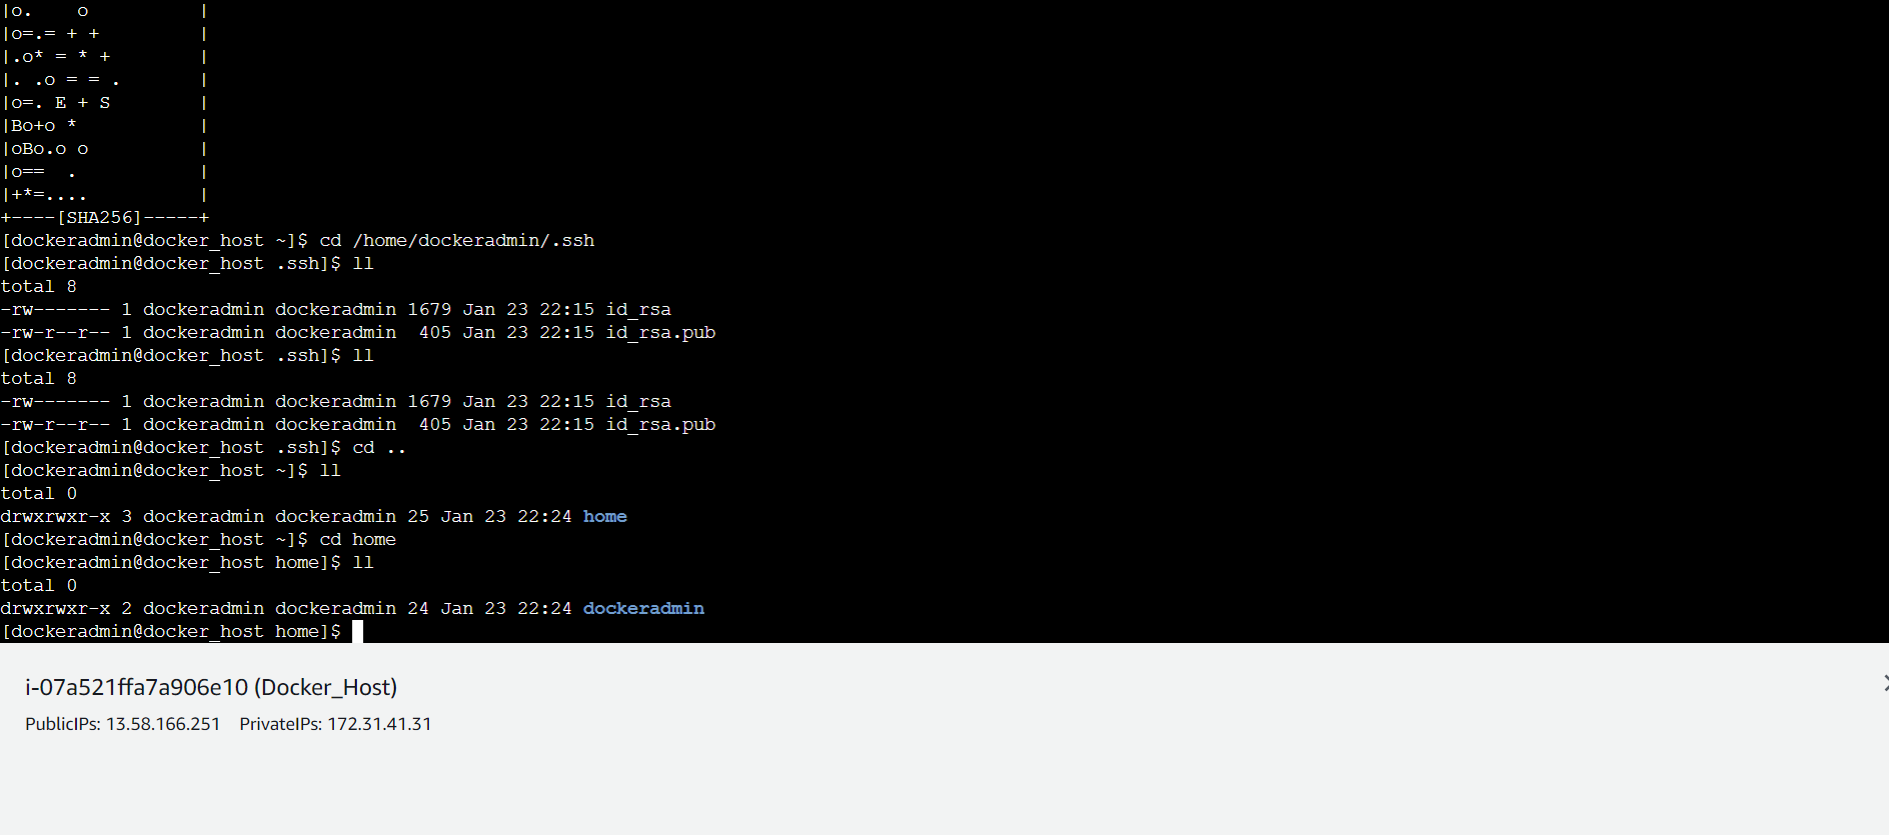 |o.    o          |
|o=.= + +         |
|.o* = * +        |
|. .o = = .       |
|o=. E + S        |
|Bo+o *           |
|oBo.o o          |
|o==  .           |
|+*=....          |
+----[SHA256]-----+
[dockeradmin@docker_host ~]$ cd /home/dockeradmin/.ssh
[dockeradmin@docker_host .ssh]$ ll
total 8
-rw------- 1 dockeradmin dockeradmin 1679 Jan 23 22:15 id_rsa
-rw-r--r-- 1 dockeradmin dockeradmin  405 Jan 23 22:15 id_rsa.pub
[dockeradmin@docker_host .ssh]$ ll
total 8
-rw------- 1 dockeradmin dockeradmin 1679 Jan 23 22:15 id_rsa
-rw-r--r-- 1 dockeradmin dockeradmin  405 Jan 23 22:15 id_rsa.pub
[dockeradmin@docker_host .ssh]$ cd ..
[dockeradmin@docker_host ~]$ ll
total 0
drwxrwxr-x 3 dockeradmin dockeradmin 25 Jan 23 22:24 home
[dockeradmin@docker_host ~]$ cd home
[dockeradmin@docker_host home]$ ll
total 0
drwxrwxr-x 2 dockeradmin dockeradmin 24 Jan 23 22:24 dockeradmin
[dockeradmin@docker_host home]$
i-07a521ffa7a906e10 (Docker_Host)
PublicIPs: 13.58.166.251    PrivateIPs: 172.31.41.31